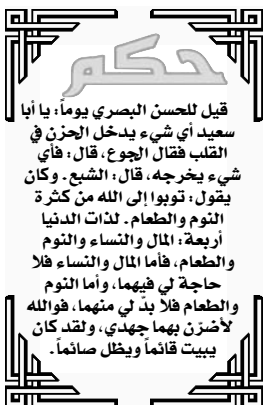 حكم
قيل للحسن البصري يوماً: يا أبا
سعيد أي شيء يدخل الحزن في
القلب فقال الجوع، قال: فأي
شيء يخرجه، قال: الشبع. وكان
يقول: توبوا إلى الله من كثرة
النوم والطعام. لذات الدنيا
أربعة: المال والنساء والنوم
والطعام، فأما المال والنساء فلا
حاجة لي فيهما، وأما النوم
والطعام فلا بدّ لي منهما، فوالله
لأضرّن بهما جهدي، ولقد كان
يبيت قائماً ويظل صائماً.